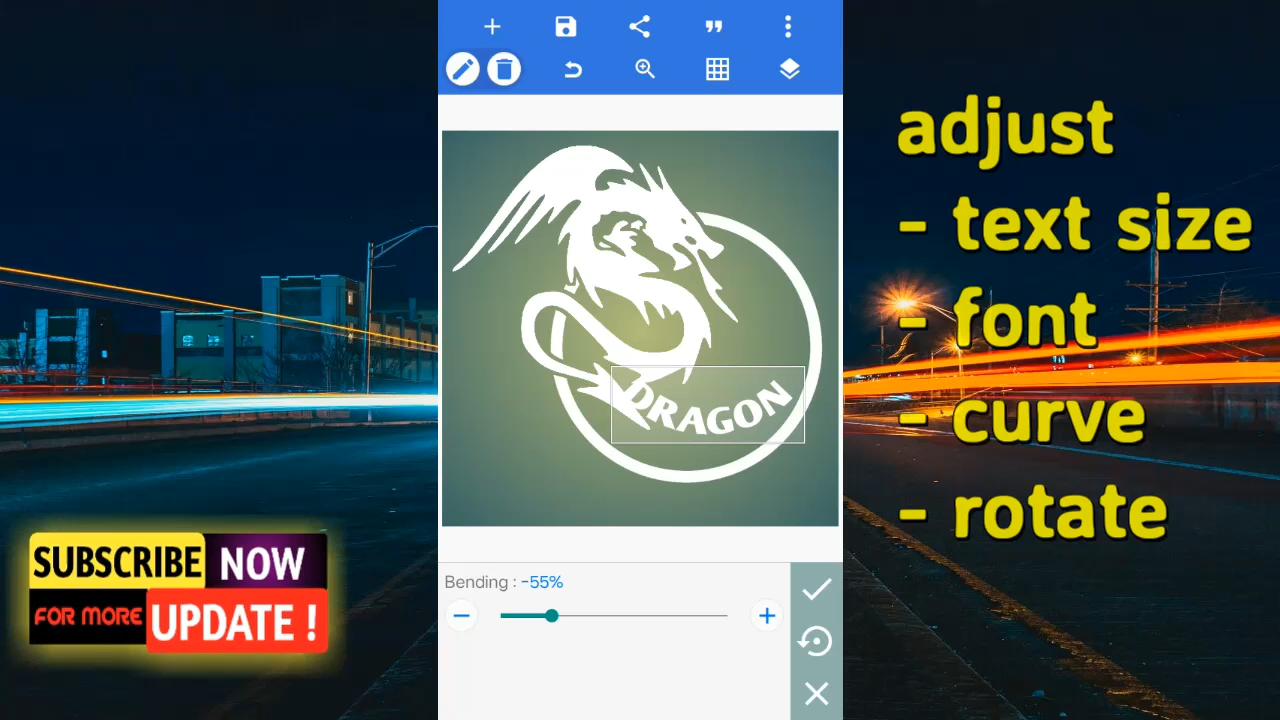 adjust
- text size
- font
- curve
- rotate
DRAGON
SUBSCRIBE NOW
FOR MORE UPDATE !
Bending : -55%